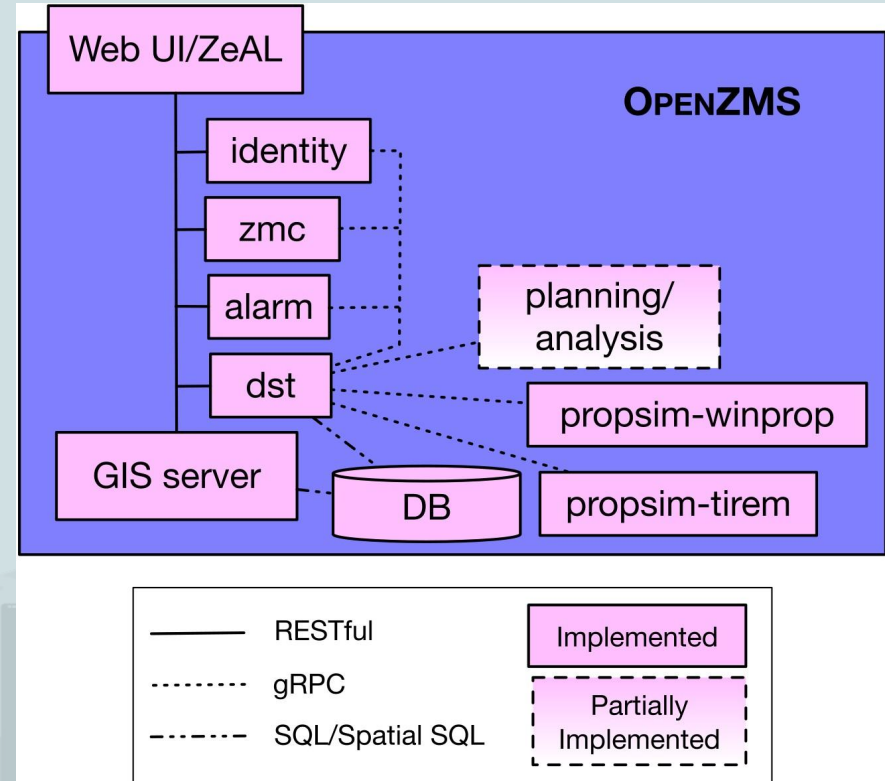 Web UI/ZeAL
OPENZMS
identity
zmc
alarm
planning/
analysis
dst
propsim-winprop
GIS server
DB
propsim-tirem
RESTful
Implemented
gRPC
Partially
Implemented
SQL/Spatial SQL